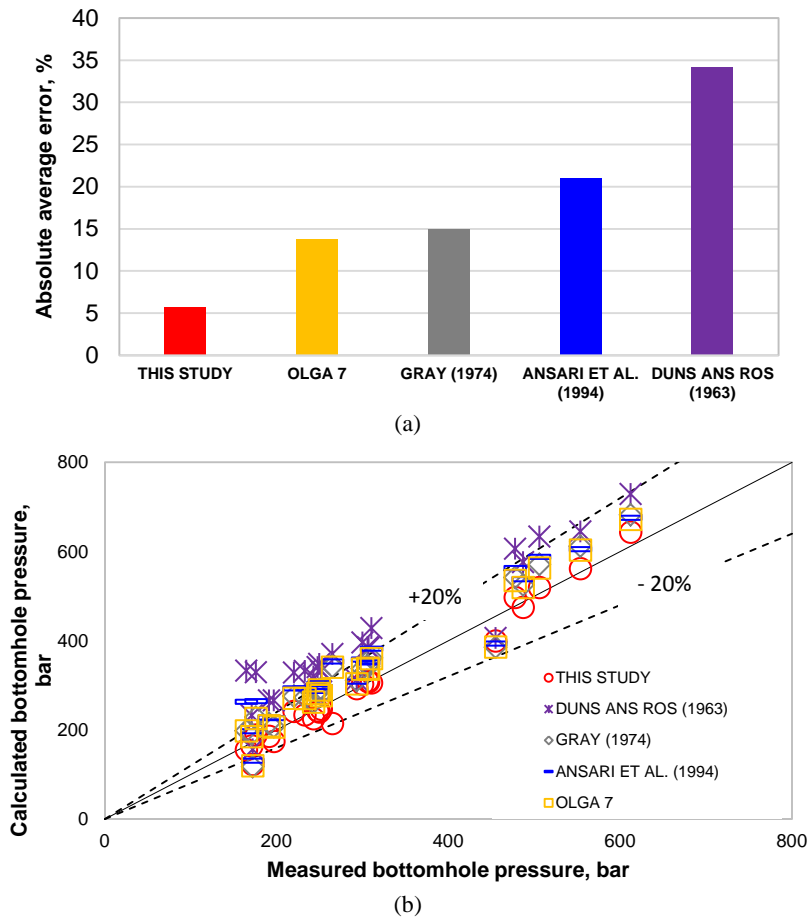 Absolute average error, %
40
35
30
25
20
15
10
5
0
THIS STUDY
OLGA 7
GRAY (1974)
ANSARI ET AL.
(1994)
DUNS ANS ROS
(1963)
(a)
Calculated bottomhole pressure,
bar
800
600
400
200
0
+20%
- 20%
THIS STUDY
DUNS ANS ROS (1963)
GRAY (1974)
ANSARI ET AL. (1994)
OLGA 7
0
200
400
600
800
Measured bottomhole pressure, bar
(b)